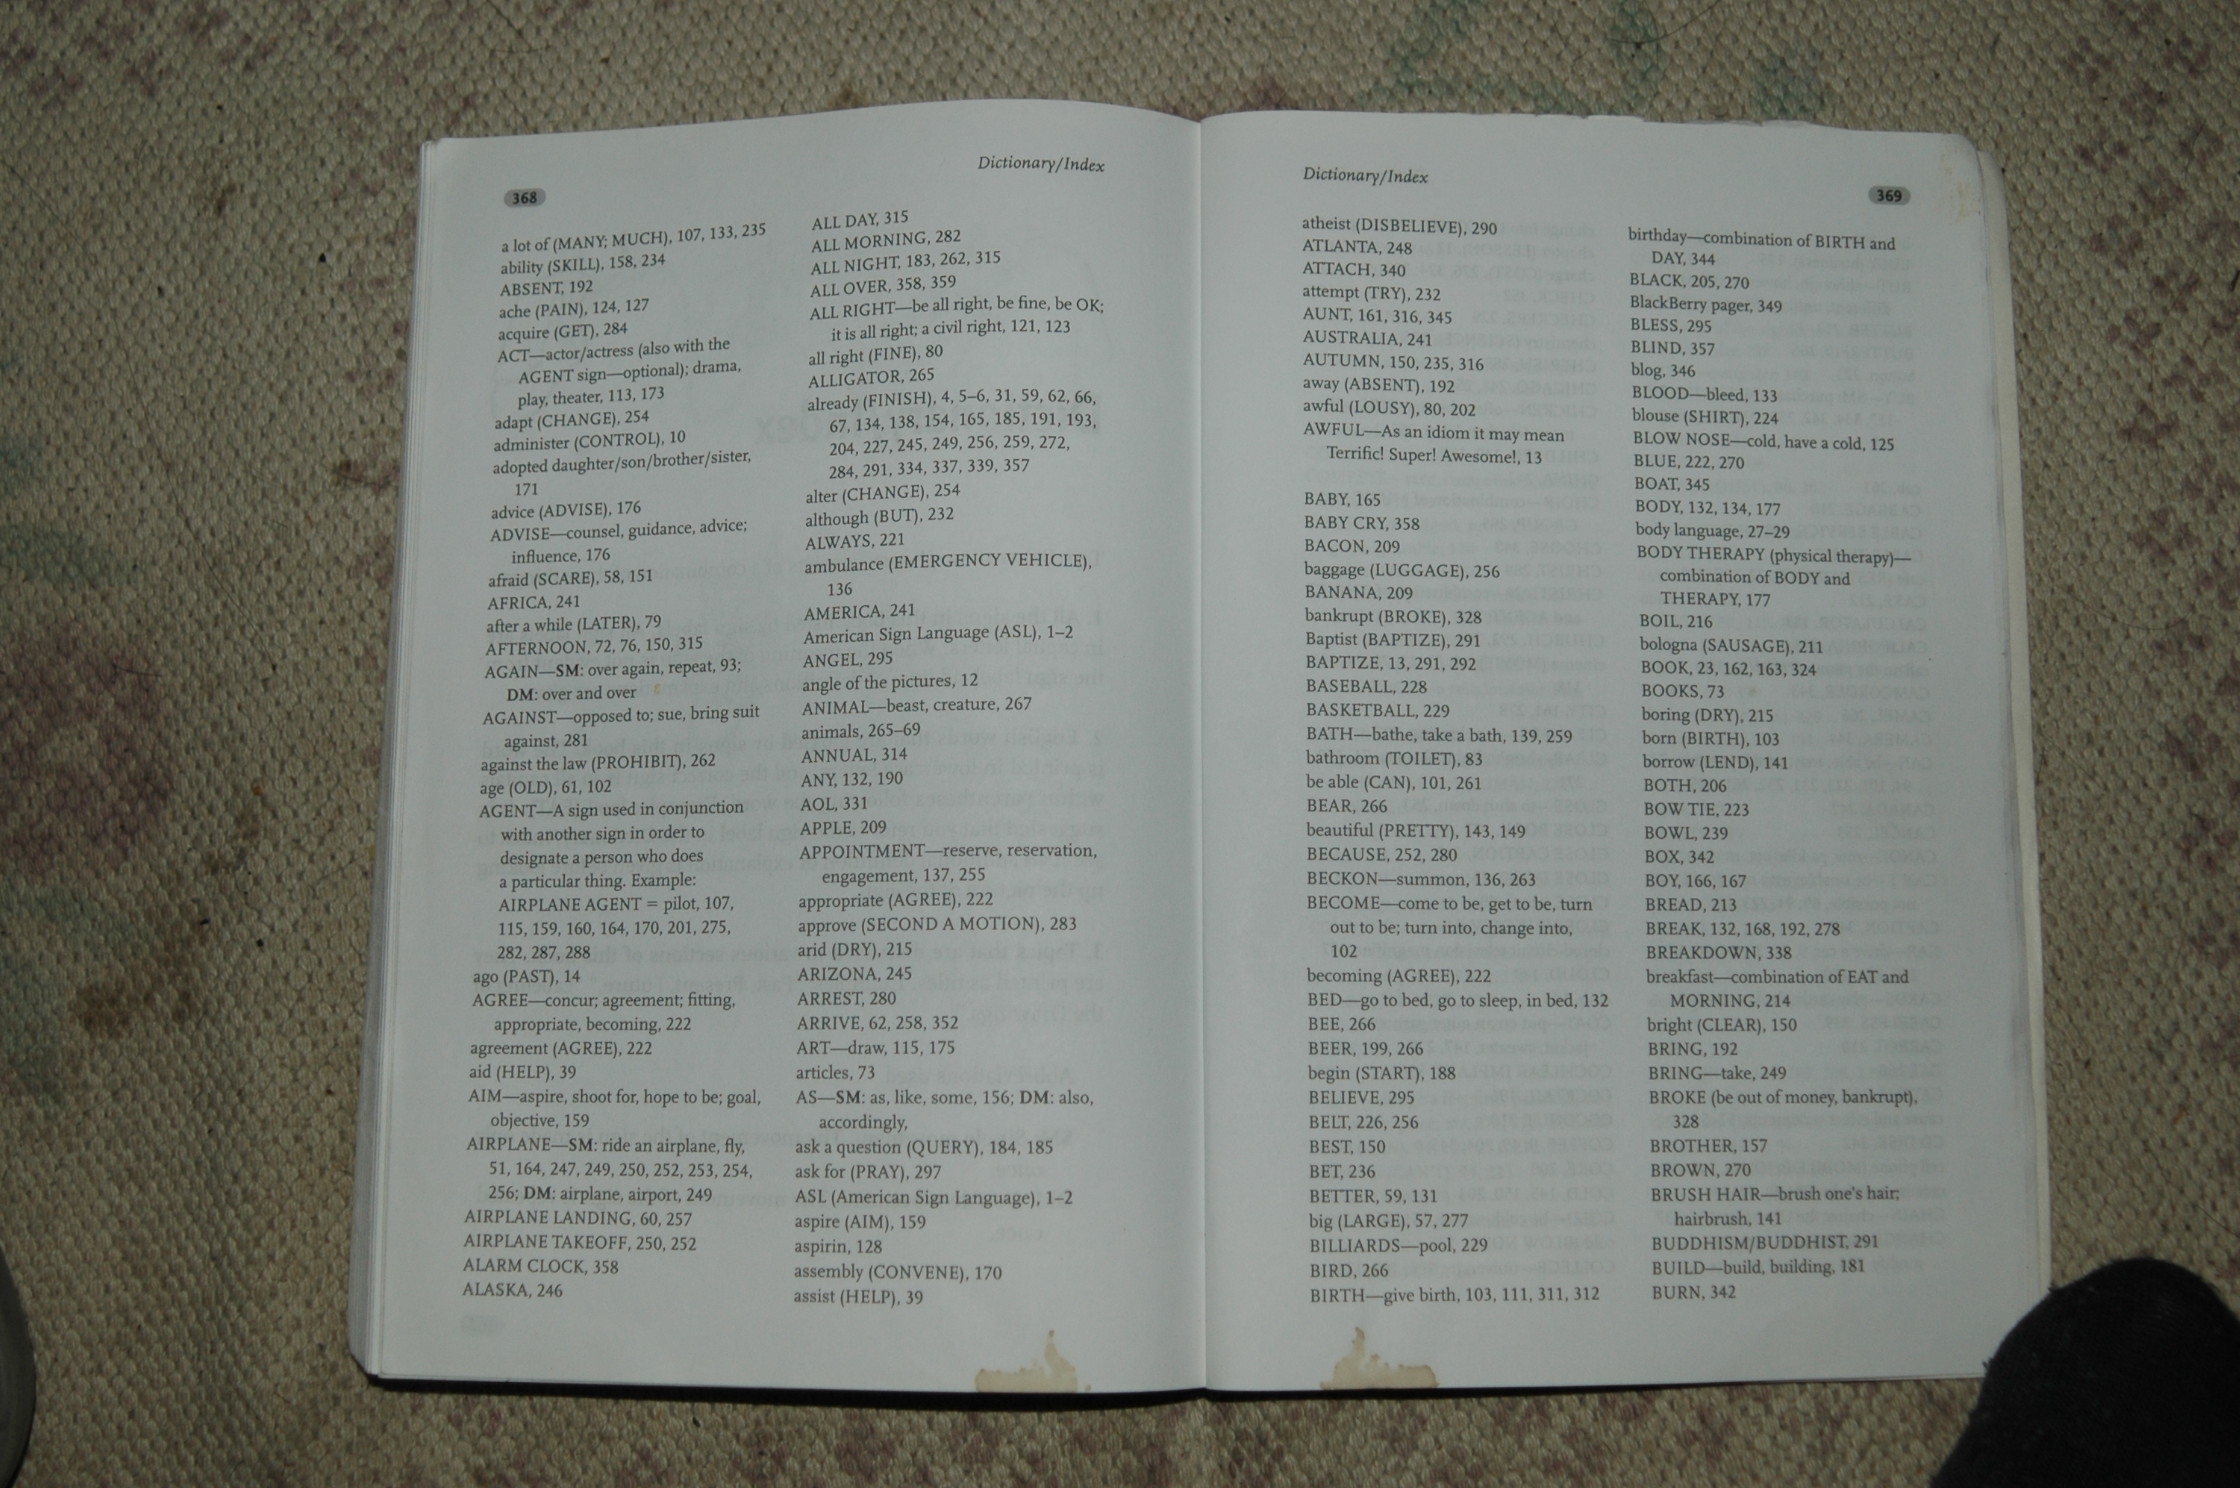 Dictionary/Index
368
a lot of (MANY; MUCH), 107, 133, 235
ability (SKILL), 158, 234
ABSENT, 192
ache (PAIN), 124, 127
acquire (GET), 284
ACT—actor/actress (also with the
AGENT sign—optional); drama,
play, theater, 113, 173
adapt (CHANGE), 254
administer (CONTROL), 10
adopted daughter/son/brother/sister,
171
advice (ADVISE), 176
ADVISE—counsel, guidance, advice;
influence, 176
afraid (SCARE), 58, 151
AFRICA, 241
after a while (LATER), 79
AFTERNOON, 72, 76, 150, 315
AGAIN—SM: over again, repeat, 93;
DM: over and over
AGAINST—opposed to; sue, bring suit
against, 281
against the law (PROHIBIT), 262
age (OLD), 61, 102
AGENT—A sign used in conjunction
with another sign in order to
designate a person who does
a particular thing. Example:
AIRPLANE AGENT = pilot, 107,
115, 159, 160, 164, 170, 201, 275,
282, 287, 288
ago (PAST), 14
AGREE—concur; agreement; fitting,
appropriate, becoming, 222
agreement (AGREE), 222
aid (HELP), 39
AIM—aspire, shoot for, hope to be; goal,
objective, 159
AIRPLANE—SM: ride an airplane, fly,
51, 164, 247, 249, 250, 252, 253, 254,
256; DM: airplane, airport, 249
AIRPLANE LANDING, 60, 257
AIRPLANE TAKEOFF, 250, 252
ALARM CLOCK, 358
ALASKA, 246
ALL DAY, 315
ALL MORNING, 282
ALL NIGHT, 183, 262, 315
ALL OVER, 358, 359
ALL RIGHT—be all right, be fine, be OK;
it is all right; a civil right, 121, 123
all right (FINE), 80
ALLIGATOR, 265
already (FINISH), 4, 5–6, 31, 59, 62, 66,
67, 134, 138, 154, 165, 185, 191, 193,
204, 227, 245, 249, 256, 259, 272,
284, 291, 334, 337, 339, 357
alter (CHANGE), 254
although (BUT), 232
ALWAYS, 221
ambulance (EMERGENCY VEHICLE),
136
AMERICA, 241
American Sign Language (ASL), 1–2
ANGEL, 295
angle of the pictures, 12
ANIMAL—beast, creature, 267
animals, 265–69
ANNUAL, 314
ANY, 132, 190
AOL, 331
APPLE, 209
APPOINTMENT—reserve, reservation,
engagement, 137, 255
appropriate (AGREE), 222
approve (SECOND A MOTION), 283
arid (DRY), 215
ARIZONA, 245
ARREST, 280
ARRIVE, 62, 258, 352
ART—draw, 115, 175
articles, 73
AS—SM: as, like, some, 156; DM: also,
accordingly,
ask a question (QUERY), 184, 185
ask for (PRAY), 297
ASL (American Sign Language), 1–2
aspire (AIM), 159
aspirin, 128
assembly (CONVENE), 170
assist (HELP), 39
Dictionary/Index
369
atheist (DISBELIEVE), 290
ATLANTA, 248
ATTACH, 340
attempt (TRY), 232
AUNT, 161, 316, 345
AUSTRALIA, 241
AUTUMN, 150, 235, 316
away (ABSENT), 192
awful (LOUSY), 80, 202
AWFUL—As an idiom it may mean
Terrific! Super! Awesome!, 13
BABY, 165
BABY CRY, 358
BACON, 209
baggage (LUGGAGE), 256
BANANA, 209
bankrupt (BROKE), 328
Baptist (BAPTIZE), 291
BAPTIZE, 13, 291, 292
BASEBALL, 228
BASKETBALL, 229
BATH—bathe, take a bath, 139, 259
bathroom (TOILET), 83
be able (CAN), 101, 261
BEAR, 266
beautiful (PRETTY), 143, 149
BECAUSE, 252, 280
BECKON—summon, 136, 263
BECOME—come to be, get to be, turn
out to be; turn into, change into,
102
becoming (AGREE), 222
BED—go to bed, go to sleep, in bed, 132
BEE, 266
BEER, 199, 266
begin (START), 188
BELIEVE, 295
BELT, 226, 256
BEST, 150
BET, 236
BETTER, 59, 131
big (LARGE), 57, 277
BILLIARDS—pool, 229
BIRD, 266
BIRTH—give birth, 103, 111, 311, 312
birthday—combination of BIRTH and
DAY, 344
BLACK, 205, 270
BlackBerry pager, 349
BLESS, 295
BLIND, 357
blog, 346
BLOOD—bleed, 133
blouse (SHIRT), 224
BLOW NOSE—cold, have a cold, 125
BLUE, 222, 270
BOAT, 345
BODY, 132, 134, 177
body language, 27–29
BODY THERAPY (physical therapy)—
combination of BODY and
THERAPY, 177
BOIL, 216
bologna (SAUSAGE), 211
BOOK, 23, 162, 163, 324
BOOKS, 73
boring (DRY), 215
born (BIRTH), 103
borrow (LEND), 141
BOTH, 206
BOW TIE, 223
BOWL, 239
BOX, 342
BOY, 166, 167
BREAD, 213
BREAK, 132, 168, 192, 278
BREAKDOWN, 338
breakfast—combination of EAT and
MORNING, 214
bright (CLEAR), 150
BRING, 192
BRING—take, 249
BROKE (be out of money, bankrupt),
328
BROTHER, 157
BROWN, 270
BRUSH HAIR—brush one's hair;
hairbrush, 141
BUDDHISM/BUDDHIST, 291
BUILD—build, building, 181
BURN, 342